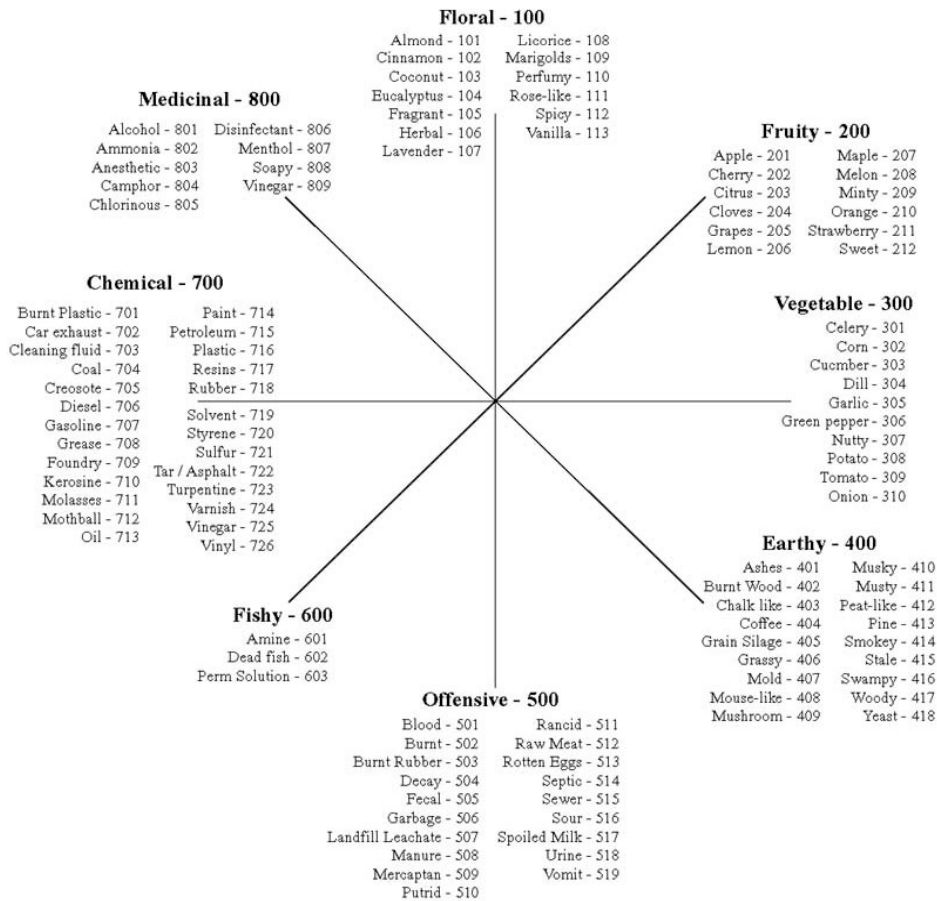 Floral - 100
Almond - 101
Cinnamon - 102
Coconut - 103
Eucalyptus - 104
Fragrant - 105
Herbal - 106
Lavender - 107
Licorice - 108
Marigolds - 109
Perfumy - 110
Rose-like - 111
Spicy - 112
Vanilla - 113
Fruity - 200
Apple - 201
Cherry - 202
Citrus - 203
Cloves - 204
Grapes - 205
Lemon - 206
Maple - 207
Melon - 208
Minty - 209
Orange - 210
Strawberry - 211
Sweet - 212
Vegetable - 300
Celery - 301
Corn - 302
Cucmber - 303
Dill - 304
Garlic - 305
Green pepper - 306
Nutty - 307
Potato - 308
Tomato - 309
Onion - 310
Earthy - 400
Ashes - 401
Burnt Wood - 402
Chalk like - 403
Coffee - 404
Grain Silage - 405
Grassy - 406
Mold - 407
Mouse-like - 408
Mushroom - 409
Musky - 410
Musty - 411
Peat-like - 412
Pine - 413
Smokey - 414
Stale - 415
Swampy - 416
Woody - 417
Yeast - 418
Offensive - 500
Blood - 501
Burnt - 502
Burnt Rubber - 503
Decay - 504
Fecal - 505
Garbage - 506
Landfill Leachate - 507
Manure - 508
Mercaptan - 509
Putrid - 510
Rancid - 511
Raw Meat - 512
Rotten Eggs - 513
Septic - 514
Sewer - 515
Sour - 516
Spoiled Milk - 517
Urine - 518
Vomit - 519
Fishy - 600
Amine - 601
Dead fish - 602
Perm Solution - 603
Chemical - 700
Burnt Plastic - 701
Car exhaust - 702
Cleaning fluid - 703
Coal - 704
Creosote - 705
Diesel - 706
Gasoline - 707
Grease - 708
Foundry - 709
Kerosine - 710
Molasses - 711
Mothball - 712
Oil - 713
Paint - 714
Petroleum - 715
Plastic - 716
Resins - 717
Rubber - 718
Solvent - 719
Styrene - 720
Sulfur - 721
Tar / Asphalt - 722
Turpentine - 723
Varnish - 724
Vinegar - 725
Vinyl - 726
Medicinal - 800
Alcohol - 801
Ammonia - 802
Anesthetic - 803
Camphor - 804
Chlorinous - 805
Disinfectant - 806
Menthol - 807
Soapy - 808
Vinegar - 809